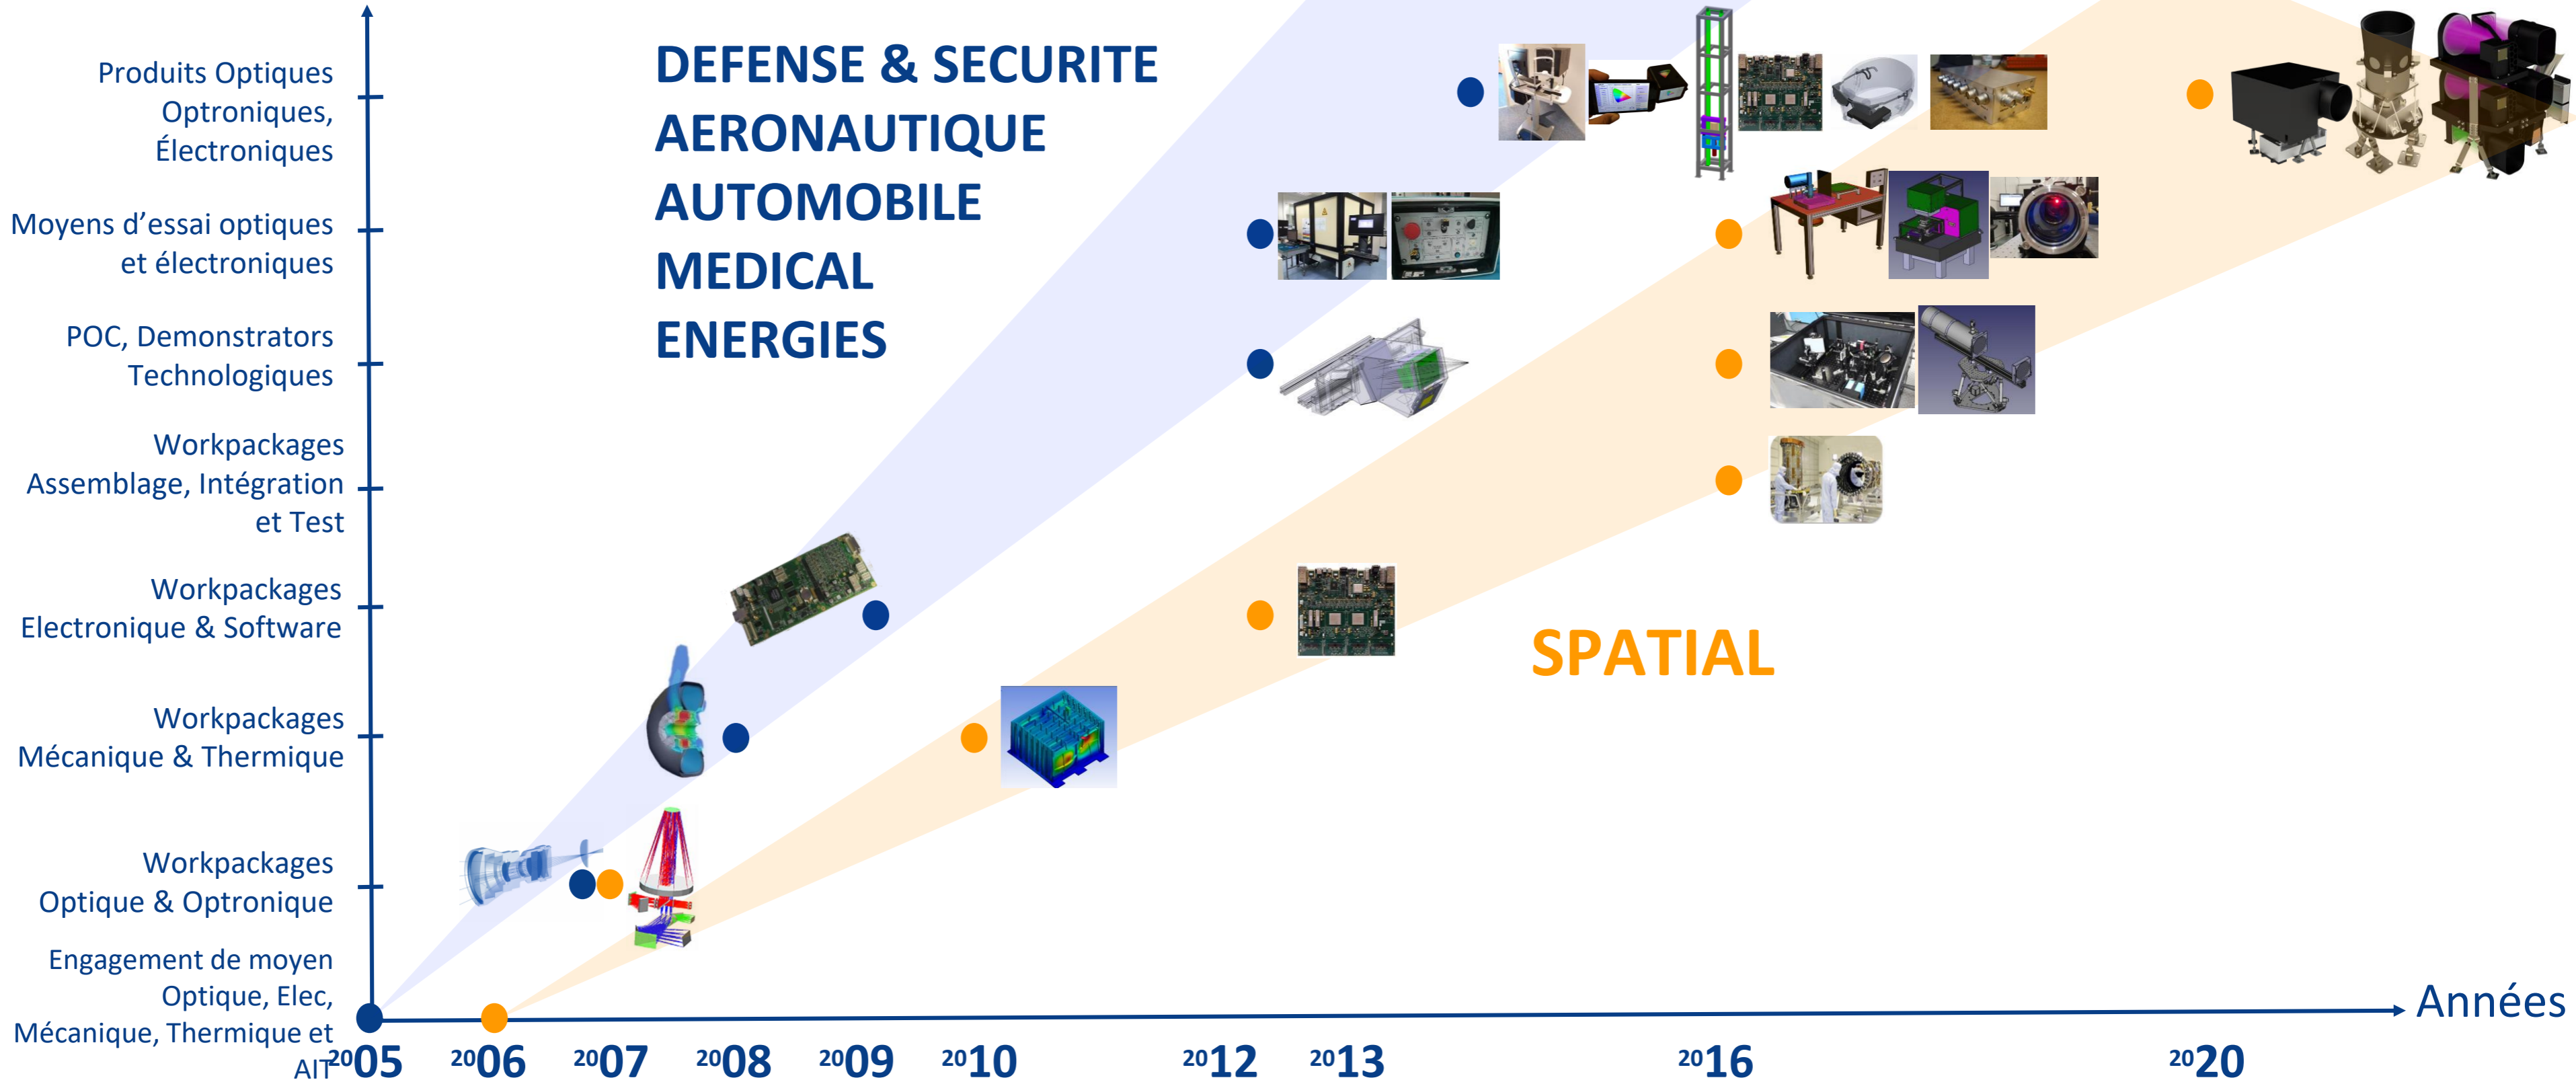 Produits Optiques
Optroniques,
Électroniques
Moyens d’essai optiques
et électroniques
POC, Demonstrators
Technologiques
Workpackages
Assemblage, Intégration
et Test
Workpackages
Electronique & Software
Workpackages
Mécanique & Thermique
Workpackages
Optique & Optronique
Engagement de moyen
Optique, Elec,
Mécanique, Thermique et
AIT
DEFENSE & SECURITE
AERONAUTIQUE
AUTOMOBILE
MEDICAL
ENERGIES
SPATIAL
Années
2005 2006 2007 2008 2009 2010 2012 2013 2016 2020